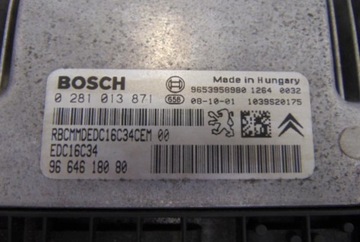 BOSCH
Made in Hungary
9653958980 1264 0032
0 281 013 871
656
08-10-01
1039S20175
RBCMMDEDC16C34CEM 00
EDC16C34
96 646 180 80